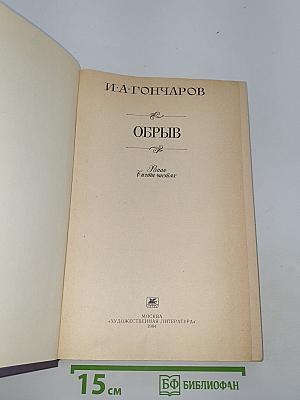 И·А·ГОНЧАРОВ
ОБРЫВ
Роман
в пяти частях
МОСКВА
«ХУДОЖЕСТВЕННАЯ ЛИТЕРАТУРА»
1984
15 см
БФ БИБЛИОФАН